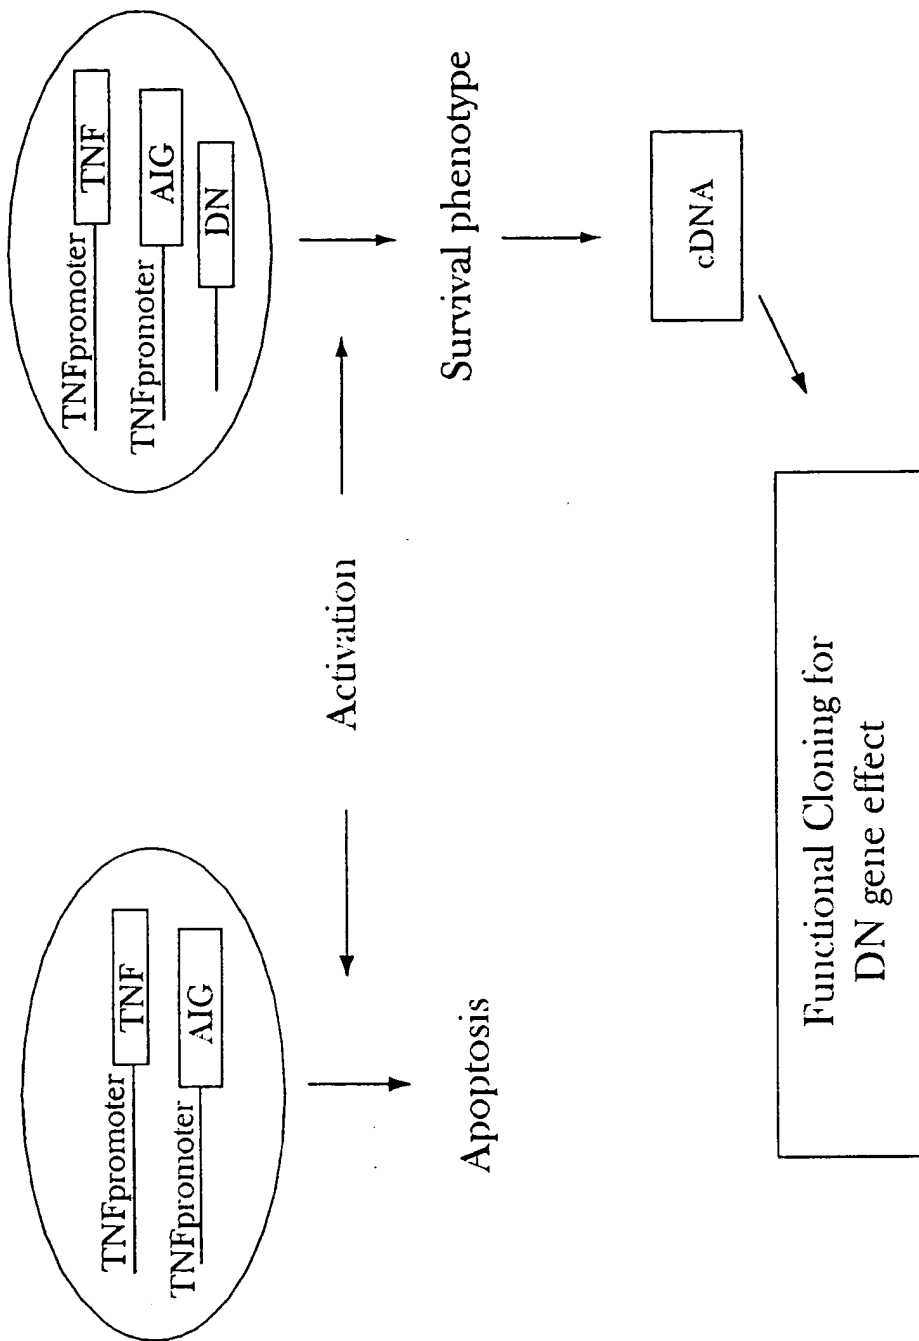 TNFpromoter
TNF
TNFpromoter
AIG
TNFpromoter
TNF
TNFpromoter
AIG
DN
Activation
Apoptosis
Survival phenotype
cDNA
Functional Cloning for
DN gene effect